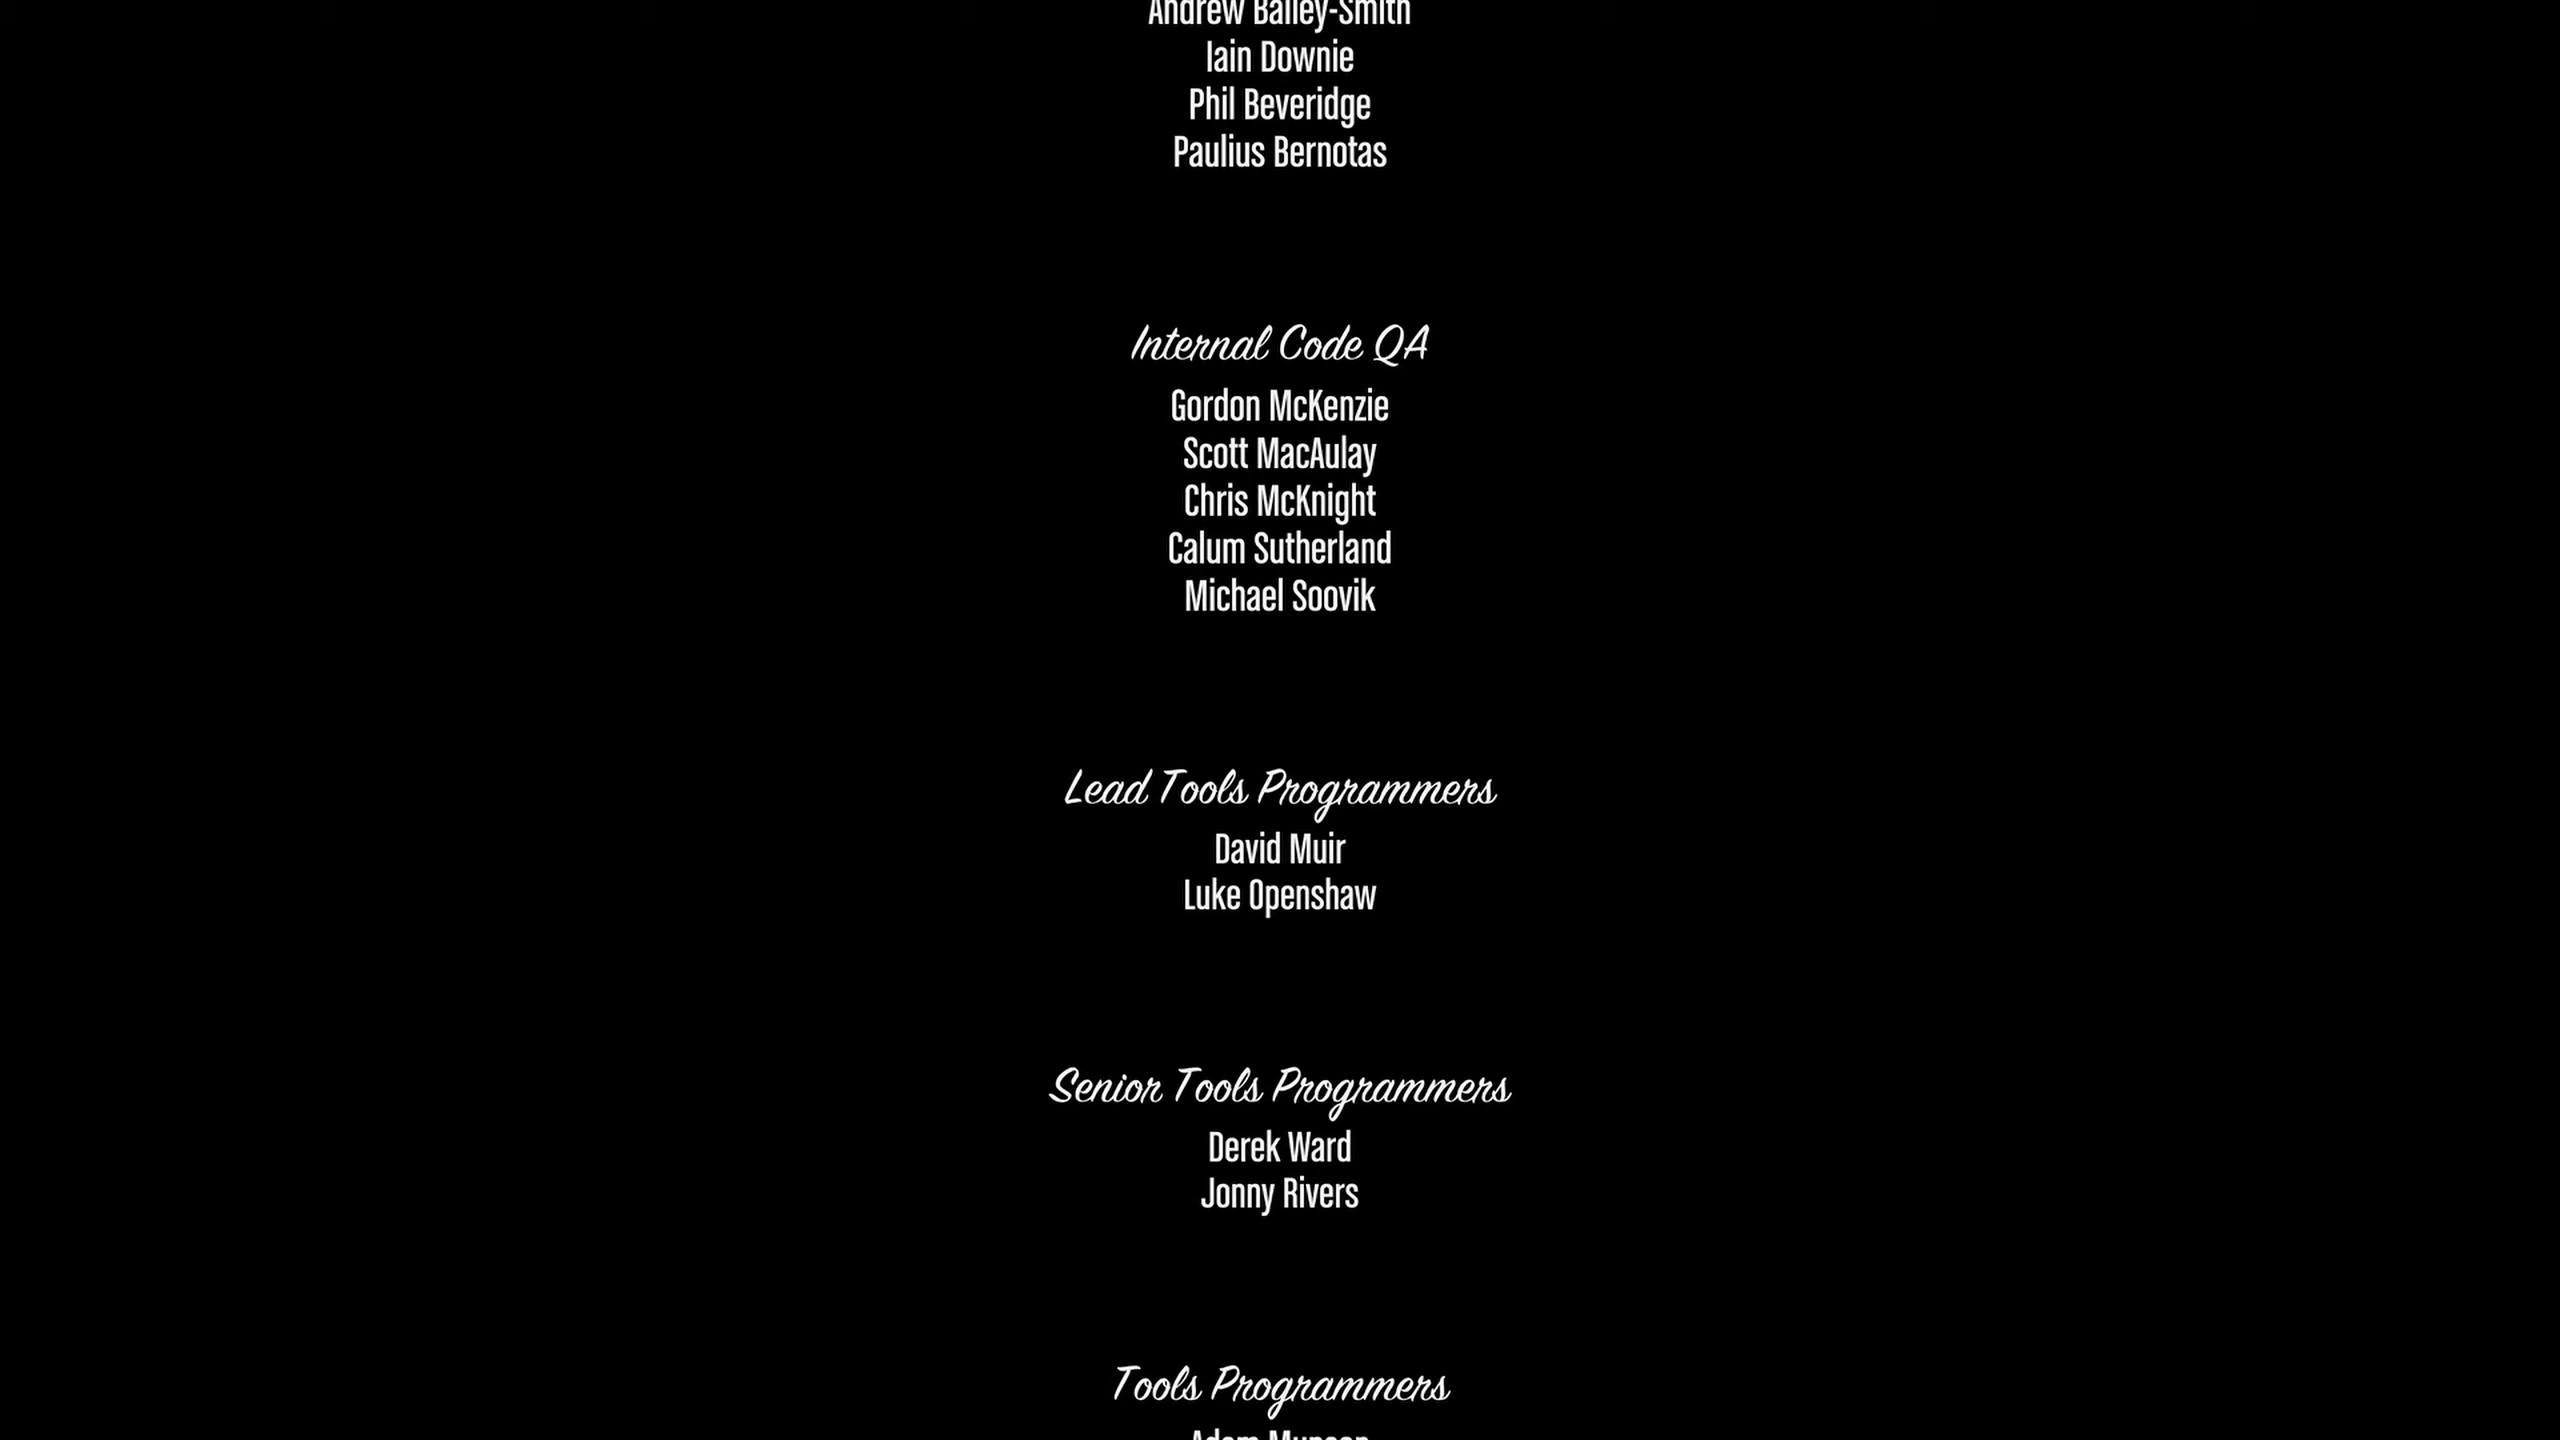 Andrew Bailey-Smith
Iain Downie
Phil Beveridge
Paulius Bernotas
Internal Code QA
Gordon McKenzie
Scott MacAulay
Chris McKnight
Calum Sutherland
Michael Soovik
Lead Tools Programmers
David Muir
Luke Openshaw
Senior Tools Programmers
Derek Ward
Jonny Rivers
Tools Programmers
Adam Munson